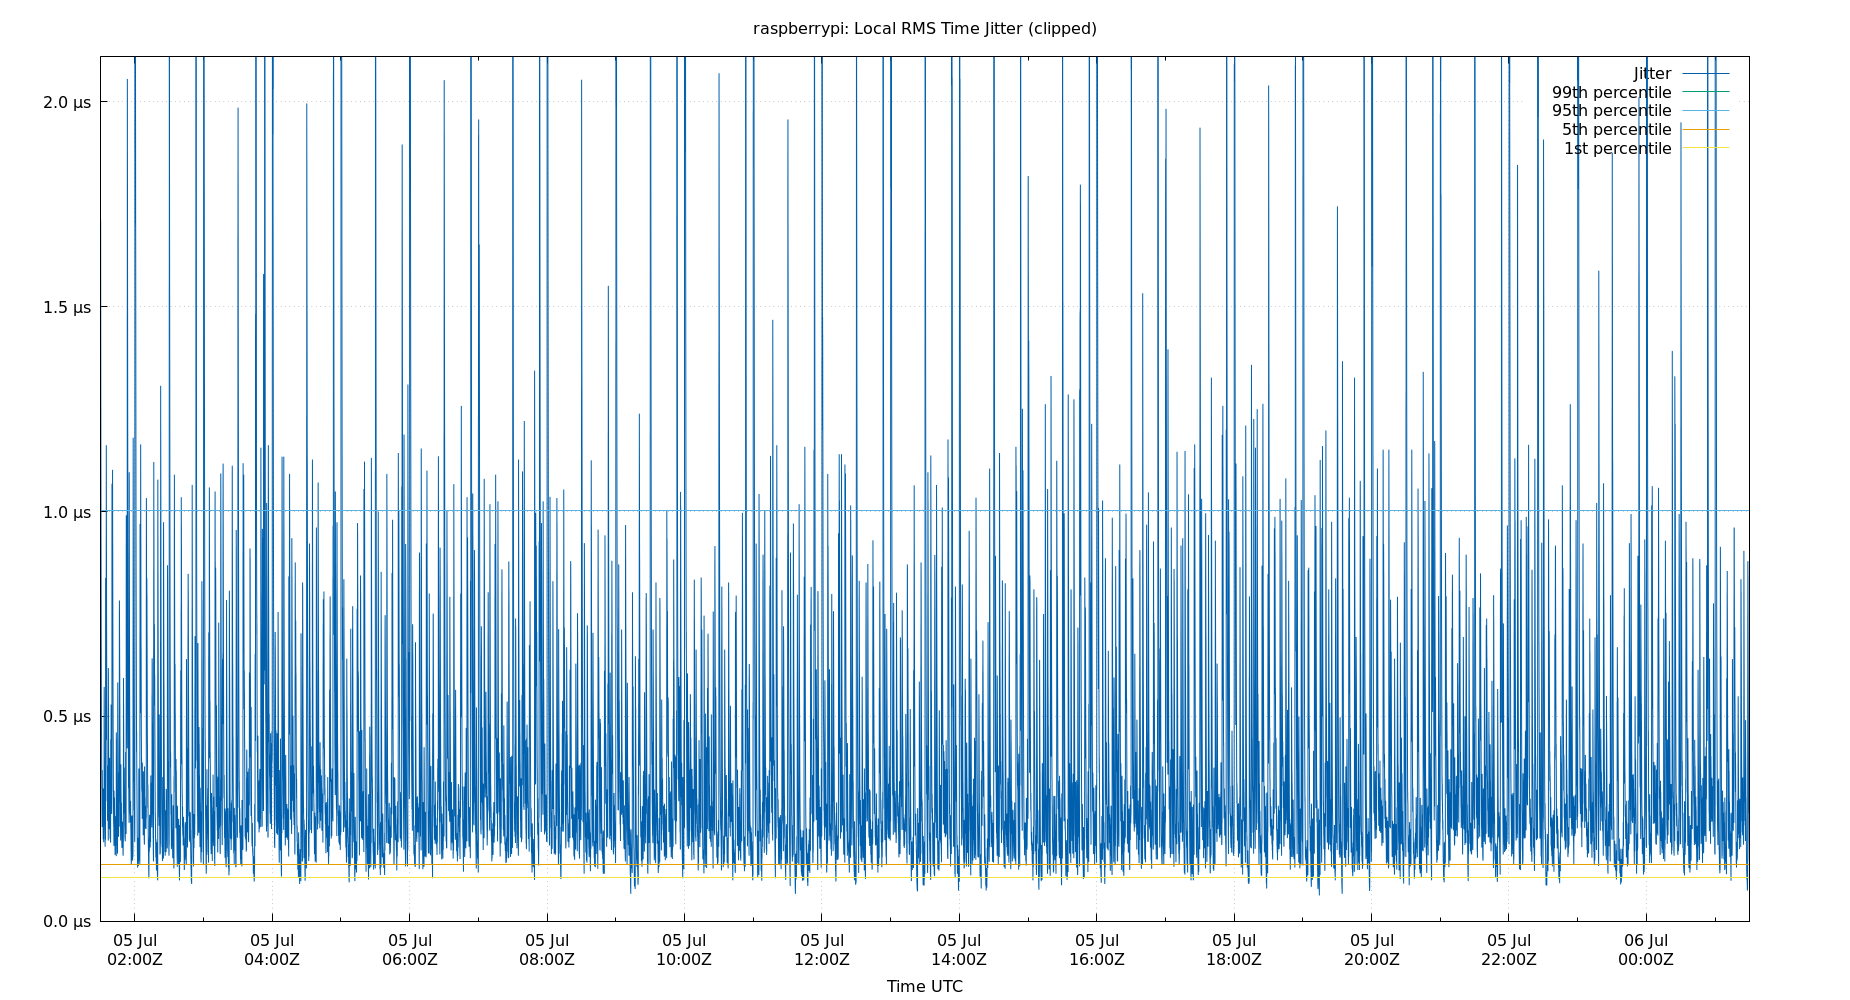 raspberrypi: Local RMS Time Jitter (clipped)
Jitter
99th percentile
95th percentile
5th percentile
1st percentile
2.0 µs
1.5 µs
1.0 µs
0.5 µs
0.0 µs
05 Jul 05 Jul 05 Jul 05 Jul 05 Jul 05 Jul 05 Jul 05 Jul 05 Jul 05 Jul 05 Jul 06 Jul
02:00Z 04:00Z 06:00Z 08:00Z 10:00Z 12:00Z 14:00Z 16:00Z 18:00Z 20:00Z 22:00Z 00:00Z
Time UTC